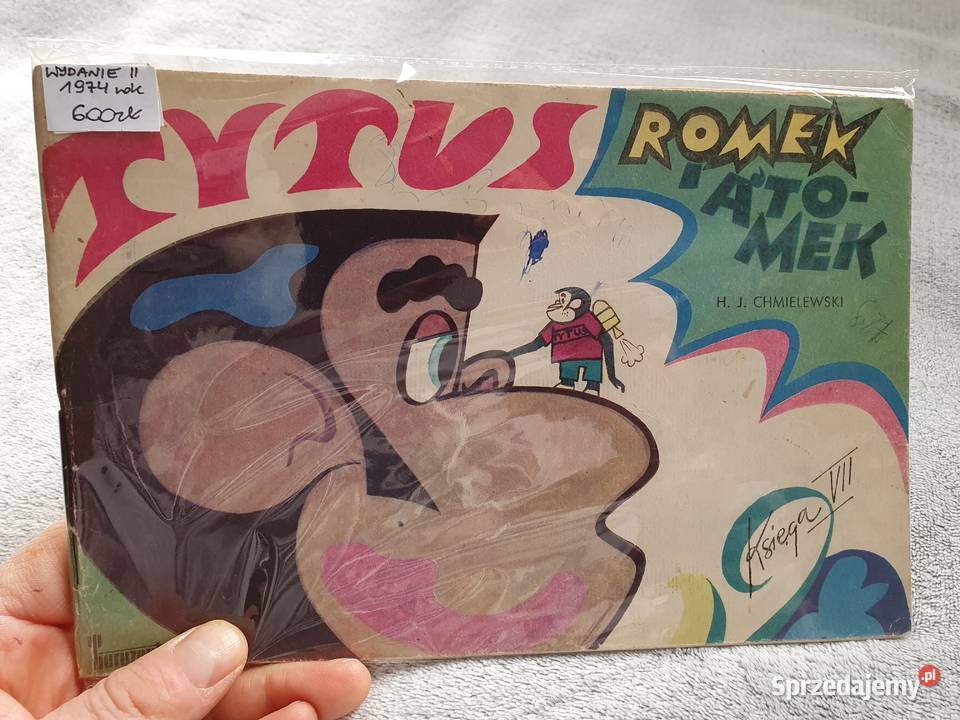 WYDANIE II
1974 rok
600zł
TYTUS
ROMEK
I A'TO-
MEK
H. J. CHMIELEWSKI
TYTUS
Księga VII
Sprzedajemy.pl